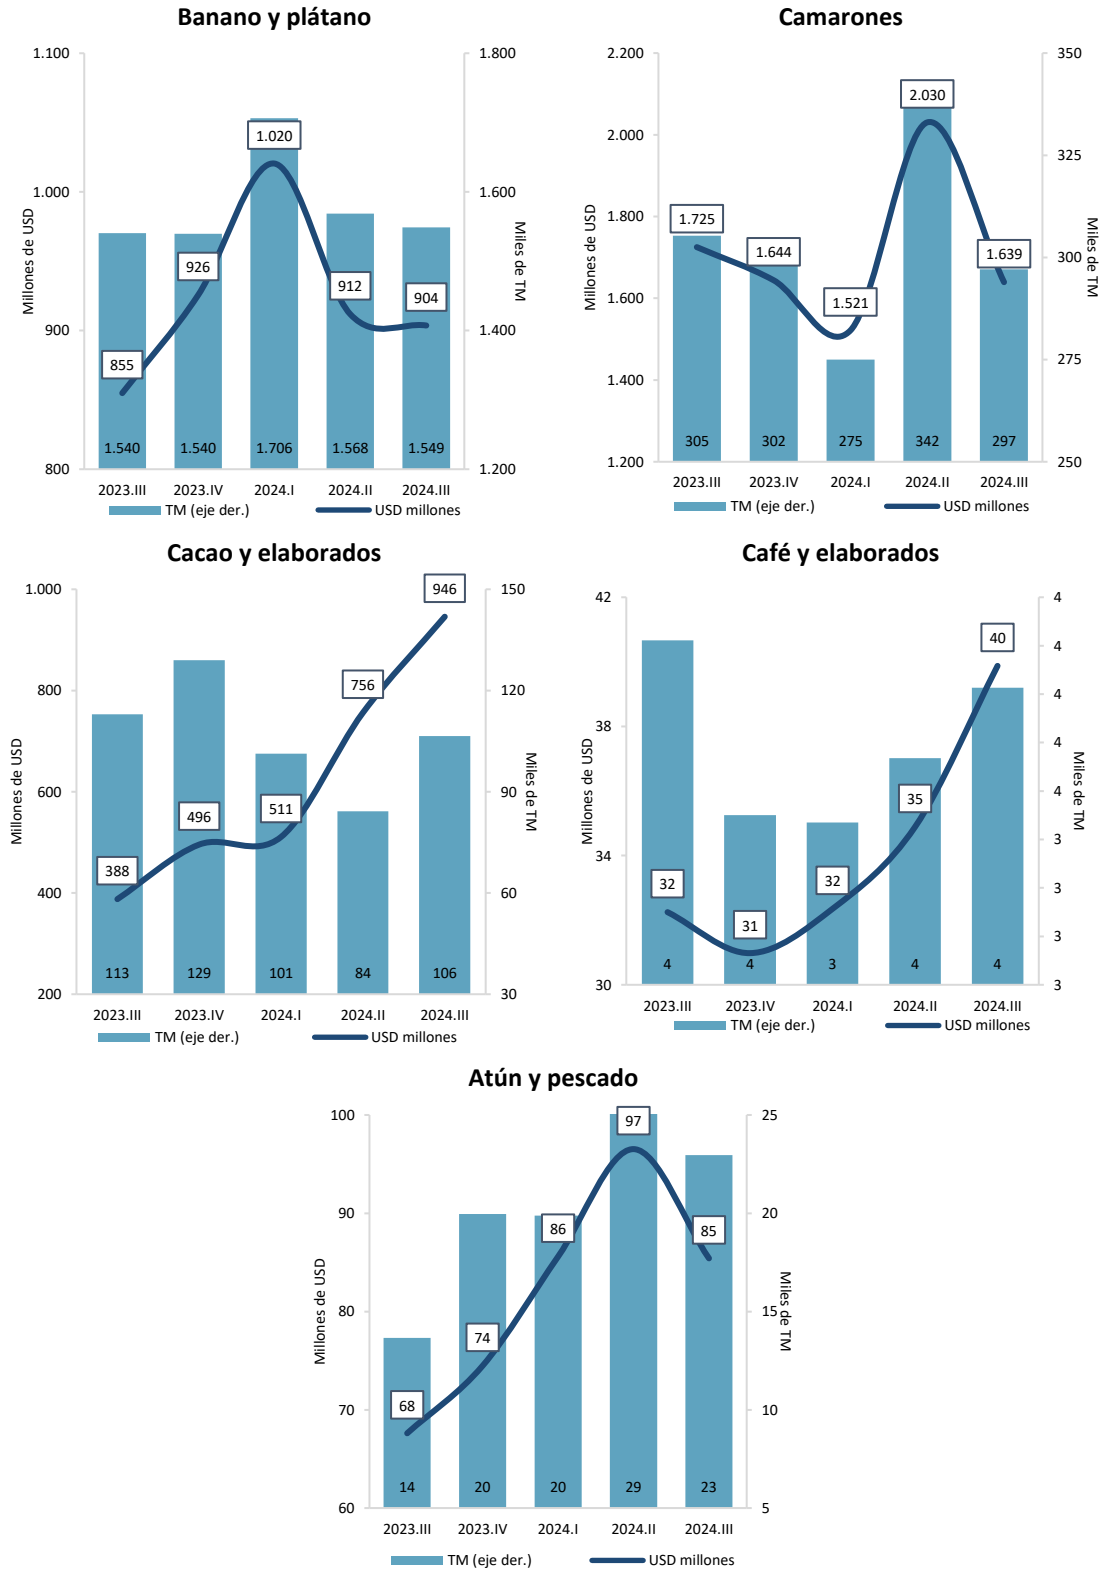 Banano y plátano
1.100
1.000
900
800
Millones de USD
1.800
1.600
1.400
1.200
Miles de TM
855
926
1.020
912
904
1.540
1.540
1.706
1.568
1.549
2023.III
2023.IV
2024.I
2024.II
2024.III
TM (eje der.)
USD millones
Camarones
2.200
2.000
1.800
1.600
1.400
1.200
Millones de USD
350
325
300
275
250
Miles de TM
1.725
1.644
1.521
2.030
1.639
305
302
275
342
297
2023.III
2023.IV
2024.I
2024.II
2024.III
TM (eje der.)
USD millones
Cacao y elaborados
1.000
800
600
400
200
Millones de USD
150
120
90
60
30
Miles de TM
388
496
511
756
946
113
129
101
84
106
2023.III
2023.IV
2024.I
2024.II
2024.III
TM (eje der.)
USD millones
Café y elaborados
42
38
34
30
Millones de USD
4
4
4
4
4
3
3
3
3
Miles de TM
32
31
32
35
40
4
4
3
4
4
2023.III
2023.IV
2024.I
2024.II
2024.III
TM (eje der.)
USD millones
Atún y pescado
100
90
80
70
60
Millones de USD
25
20
15
10
5
Miles de TM
68
74
86
97
85
14
20
20
29
23
2023.III
2023.IV
2024.I
2024.II
2024.III
TM (eje der.)
USD millones